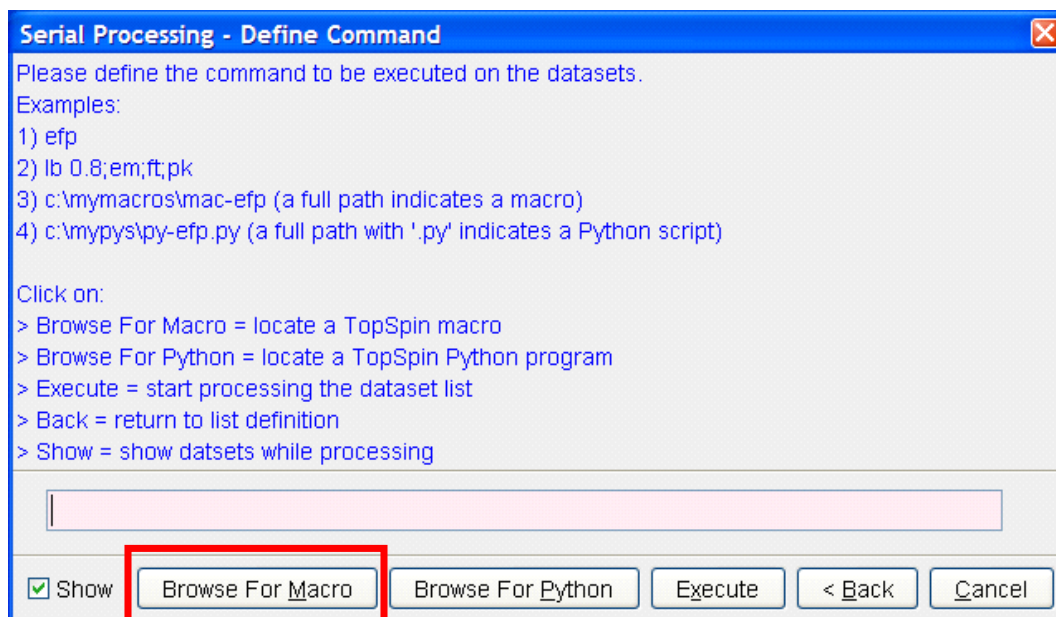 Serial Processing - Define Command
Please define the command to be executed on the datasets.
Examples:
1) efp
2) lb 0.8;em;ft;pk
3) c:\mymacros\mac-efp (a full path indicates a macro)
4) c:\mypys\py-efp.py (a full path with '.py' indicates a Python script)
Click on:
> Browse For Macro = locate a TopSpin macro
> Browse For Python = locate a TopSpin Python program
> Execute = start processing the dataset list
> Back = return to list definition
> Show = show datsets while processing
Show Browse For Macro Browse For Python Execute < Back Cancel